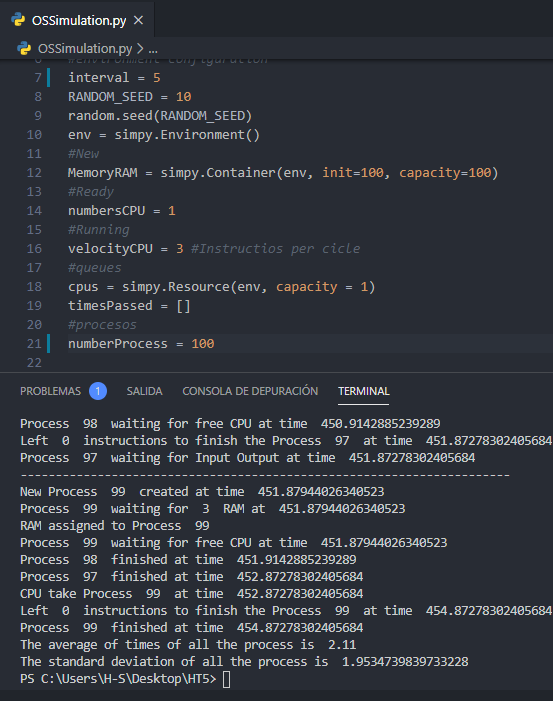 OSSimulation.py ×
OSSimulation.py > ...
6 #environment configuration
7 interval = 5
8 RANDOM_SEED = 10
9 random.seed(RANDOM_SEED)
10 env = simpy.Environment()
11 #New
12 MemoryRAM = simpy.Container(env, init=100, capacity=100)
13 #Ready
14 numbersCPU = 1
15 #Running
16 velocityCPU = 3 #Instructios per cicle
17 #queues
18 cpus = simpy.Resource(env, capacity = 1)
19 timesPassed = []
20 #procesos
21 numberProcess = 100
22
PROBLEMAS 1 SALIDA CONSOLA DE DEPURACIÓN TERMINAL
Process 98 waiting for free CPU at time 450.9142885239289
Left 0 instructions to finish the Process 97 at time 451.87278302405684
Process 97 waiting for Input Output at time 451.87278302405684
----------------------------------------------------------------------
New Process 99 created at time 451.87944026340523
Process 99 waiting for 3 RAM at 451.87944026340523
RAM assigned to Process 99
Process 99 waiting for free CPU at time 451.87944026340523
Process 98 finished at time 451.9142885239289
Process 97 finished at time 452.87278302405684
CPU take Process 99 at time 452.87278302405684
Left 0 instructions to finish the Process 99 at time 454.87278302405684
Process 99 finished at time 454.87278302405684
The average of times of all the process is 2.11
The standard deviation of all the process is 1.9534739839733228
PS C:\Users\H-S\Desktop\HT5>